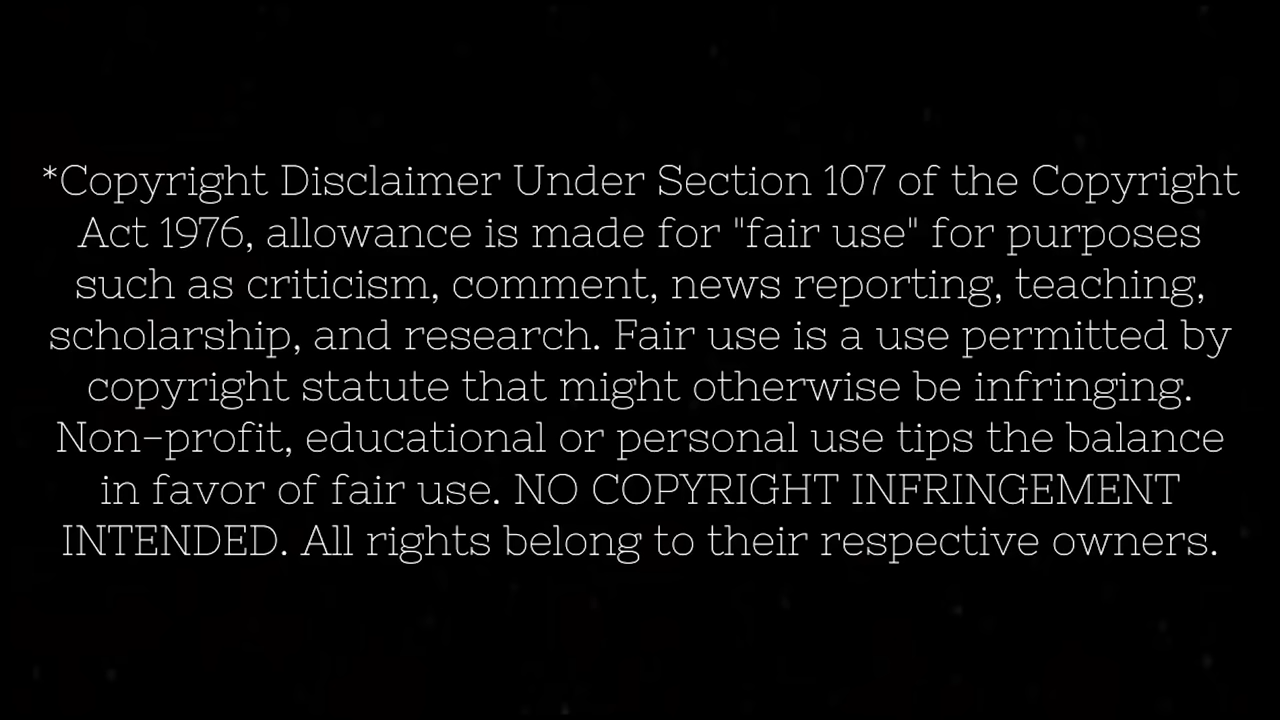 *Copyright Disclaimer Under Section 107 of the Copyright
Act 1976, allowance is made for "fair use" for purposes
such as criticism, comment, news reporting, teaching,
scholarship, and research. Fair use is a use permitted by
copyright statute that might otherwise be infringing.
Non-profit, educational or personal use tips the balance
in favor of fair use. NO COPYRIGHT INFRINGEMENT
INTENDED. All rights belong to their respective owners.